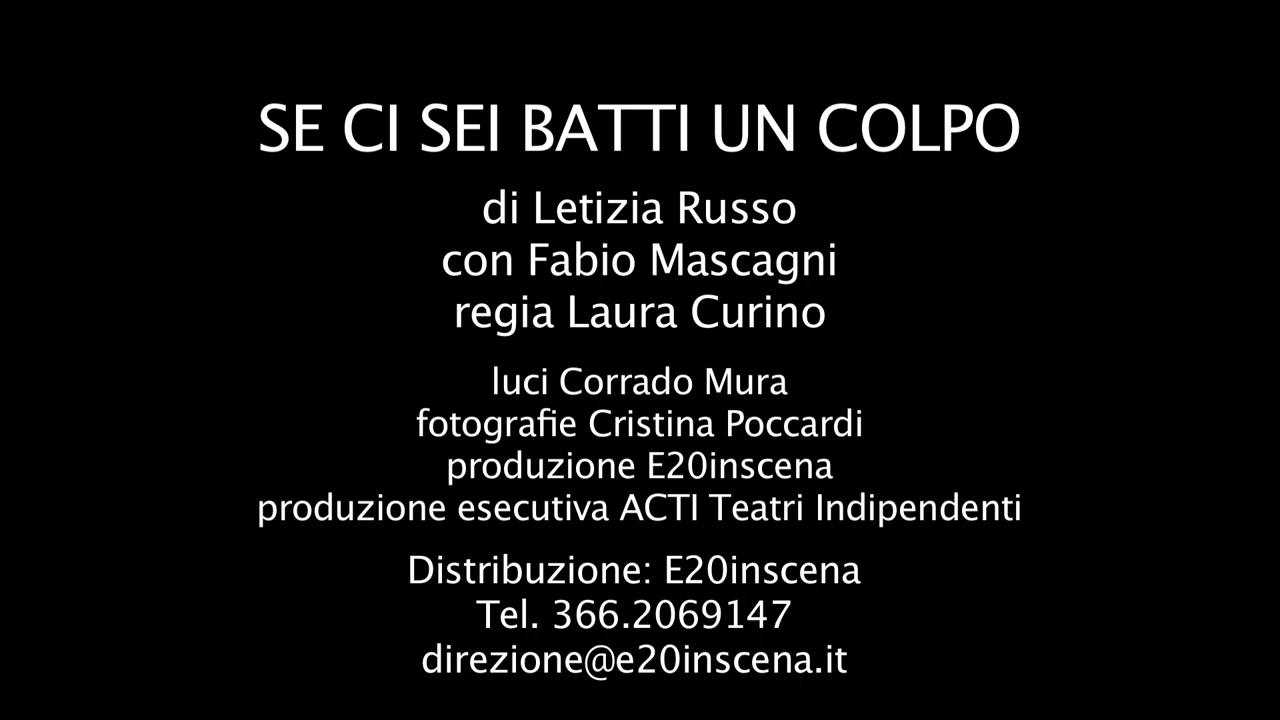 SE CI SEI BATTI UN COLPO
di Letizia Russo
con Fabio Mascagni
regia Laura Curino
luci Corrado Mura
fotografie Cristina Poccardi
produzione E20inscena
produzione esecutiva ACTI Teatri Indipendenti
Distribuzione: E20inscena
Tel. 366.2069147
direzione@e20inscena.it